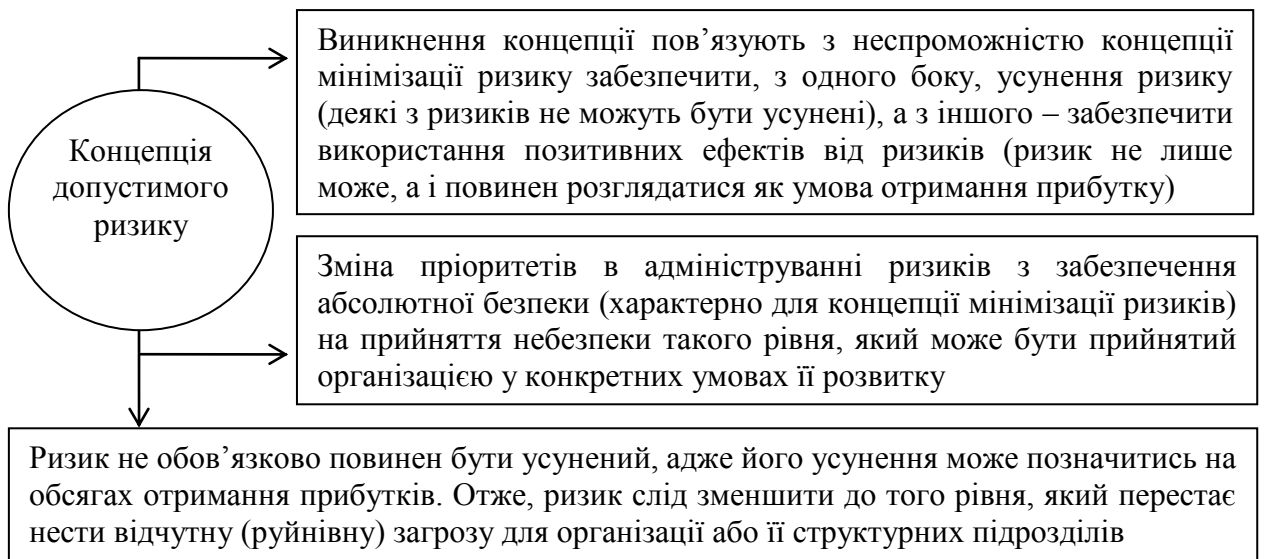 Концепція
допустимого
ризику
Виникнення концепції пов’язують з неспроможністю концепції
мінімізації ризику забезпечити, з одного боку, усунення ризику
(деякі з ризиків не можуть бути усунені), а з іншого – забезпечити
використання позитивних ефектів від ризиків (ризик не лише
може, а і повинен розглядатися як умова отримання прибутку)
Зміна пріоритетів в адмініструванні ризиків з забезпечення
абсолютної безпеки (характерно для концепції мінімізації ризиків)
на прийняття небезпеки такого рівня, який може бути прийнятий
організацією у конкретних умовах її розвитку
Ризик не обов’язково повинен бути усунений, адже його усунення може позначитись на
обсягах отримання прибутків. Отже, ризик слід зменшити до того рівня, який перестає
нести відчутну (руйнівну) загрозу для організації або її структурних підрозділів